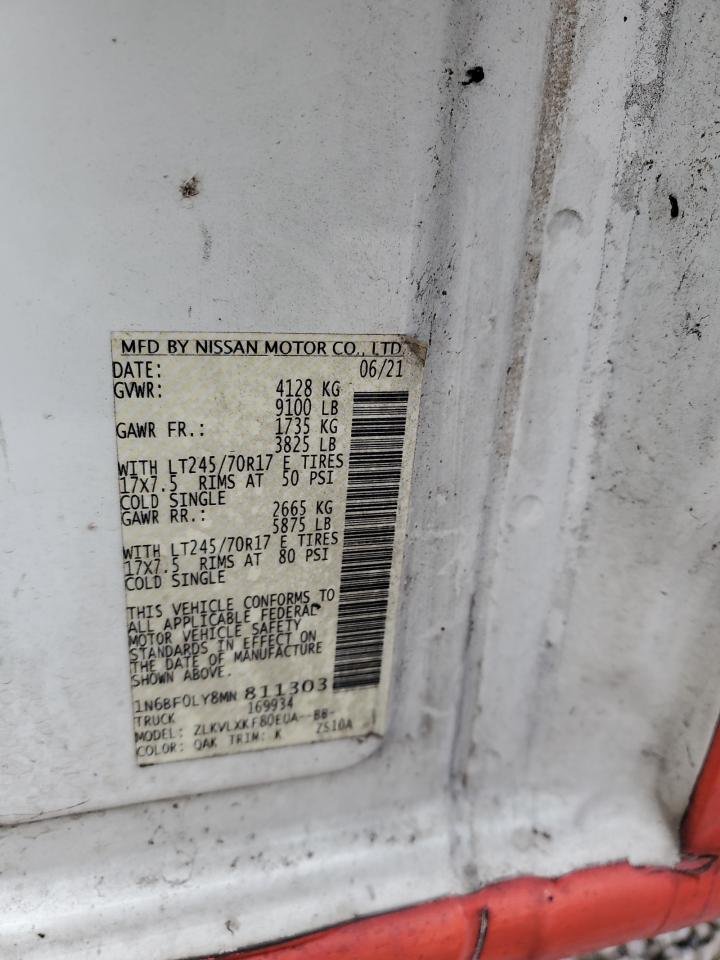 MFD BY NISSAN MOTOR CO., LTD.
DATE: 06/21
GVWR: 4128 KG
9100 LB
GAWR FR.: 1735 KG
3825 LB
WITH LT245/70R17 E TIRES
17X7.5 RIMS AT 50 PSI
COLD SINGLE
GAWR RR.: 2665 KG
5875 LB
WITH LT245/70R17 E TIRES
17X7.5 RIMS AT 80 PSI
COLD SINGLE
THIS VEHICLE CONFORMS TO
ALL APPLICABLE FEDERAL
MOTOR VEHICLE SAFETY
STANDARDS IN EFFECT ON
THE DATE OF MANUFACTURE
SHOWN ABOVE.
1N6BF0LY8MN 811303
TRUCK 169934
MODEL: ZLKVLXKF80EUA--BB-
COLOR: QAK TRIM: K ZS10A